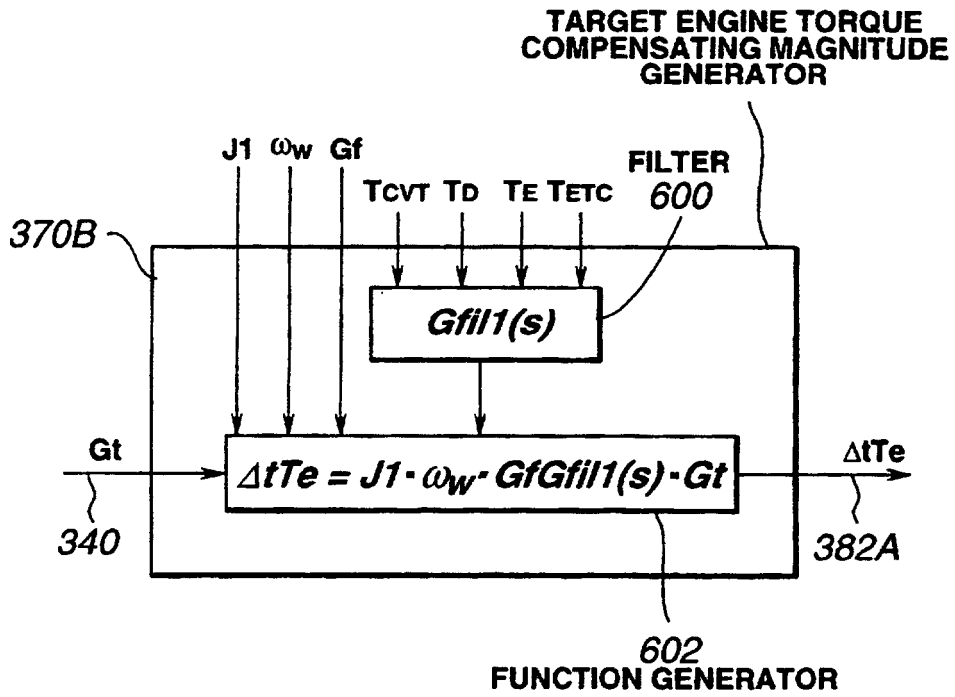 TARGET ENGINE TORQUE
COMPENSATING MAGNITUDE
GENERATOR
J1 ωw Gf
FILTER
600
TCVT TD TE TETC
370B
Gfil1(s)
Gt
ΔtTe = J1·ωw·GfGfil1(s)·Gt
ΔtTe
340
382A
602
FUNCTION GENERATOR